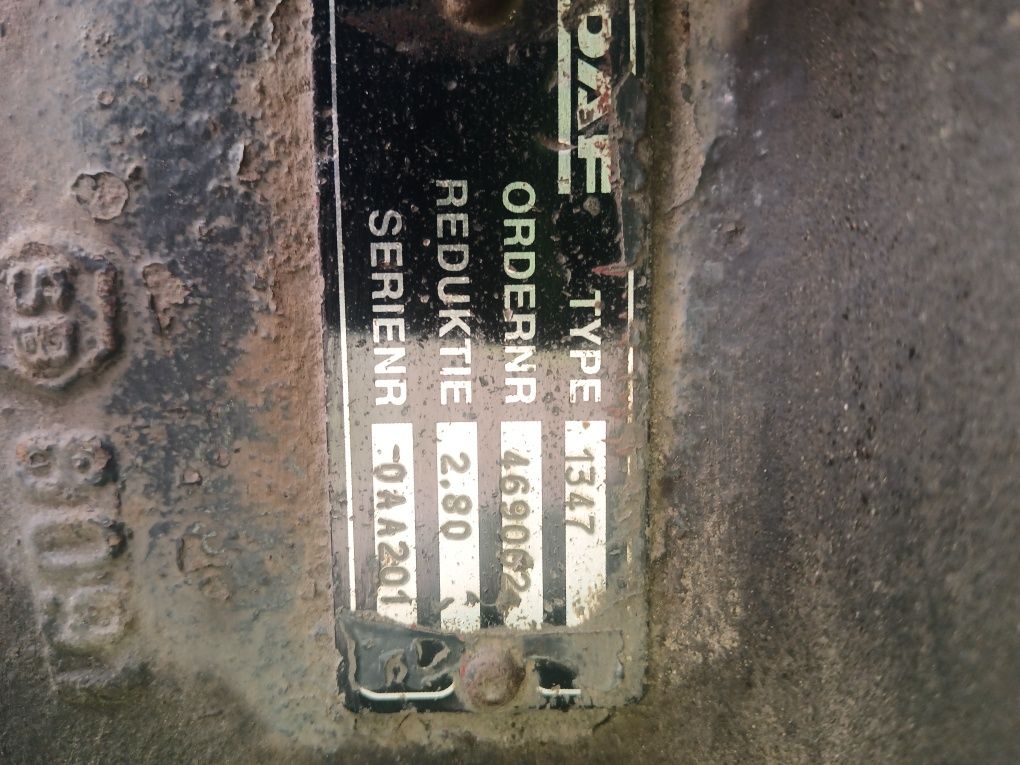 DAF
TYPE 1347
ORDERNR 469062
REDUKTIE 2.80
SERIENR 0AA201